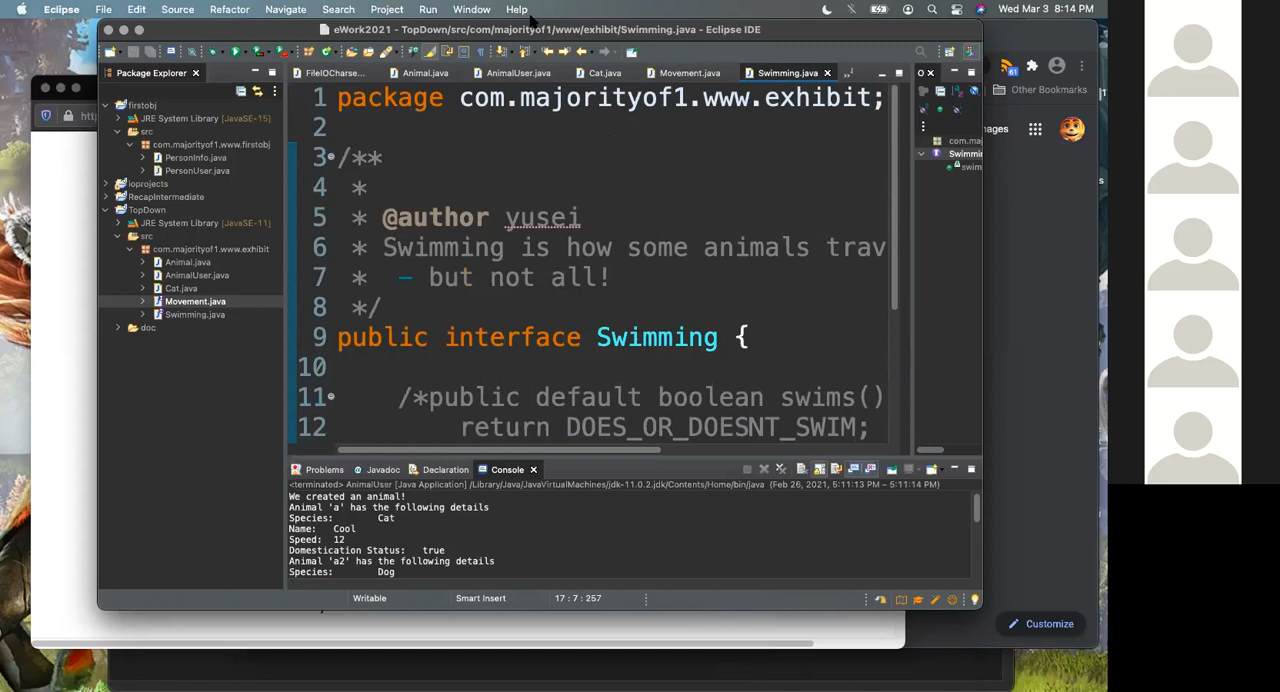 Eclipse File Edit Source Refactor Navigate Search Project Run Window Help Wed Mar 3 8:14 PM
eWork2021 - TopDown/src/com/majorityof1/www/exhibit/Swimming.java - Eclipse IDE
Package Explorer
FileIOCharse...
Animal.java
AnimalUser.java
Cat.java
Movement.java
Swimming.java
firstobj
JRE System Library [JavaSE-15]
src
com.majorityof1.www.firstobj
PersonInfo.java
PersonUser.java
Ioprojects
RecapIntermediate
TopDown
JRE System Library [JavaSE-11]
src
com.majorityof1.www.exhibit
Animal.java
AnimalUser.java
Cat.java
Movement.java
Swimming.java
doc
1 package com.majorityof1.www.exhibit;
2
3 /**
4 *
5 * @author yusei
6 * Swimming is how some animals trav
7 * - but not all!
8 */
9 public interface Swimming {
10
11 /*public default boolean swims()
12 return DOES_OR_DOESNT_SWIM;
com.ma
Swimmin
swim
Problems Javadoc Declaration Console
<terminated> AnimalUser [Java Application] /Library/Java/JavaVirtualMachines/jdk-11.0.2.jdk/Contents/Home/bin/java (Feb 26, 2021, 5:11:13 PM – 5:11:14 PM)
We created an animal!
Animal 'a' has the following details
Species: Cat
Name: Cool
Speed: 12
Domestication Status: true
Animal 'a2' has the following details
Species: Dog
Writable Smart Insert 17 : 7 : 257
61
Other Bookmarks
nages
Customize